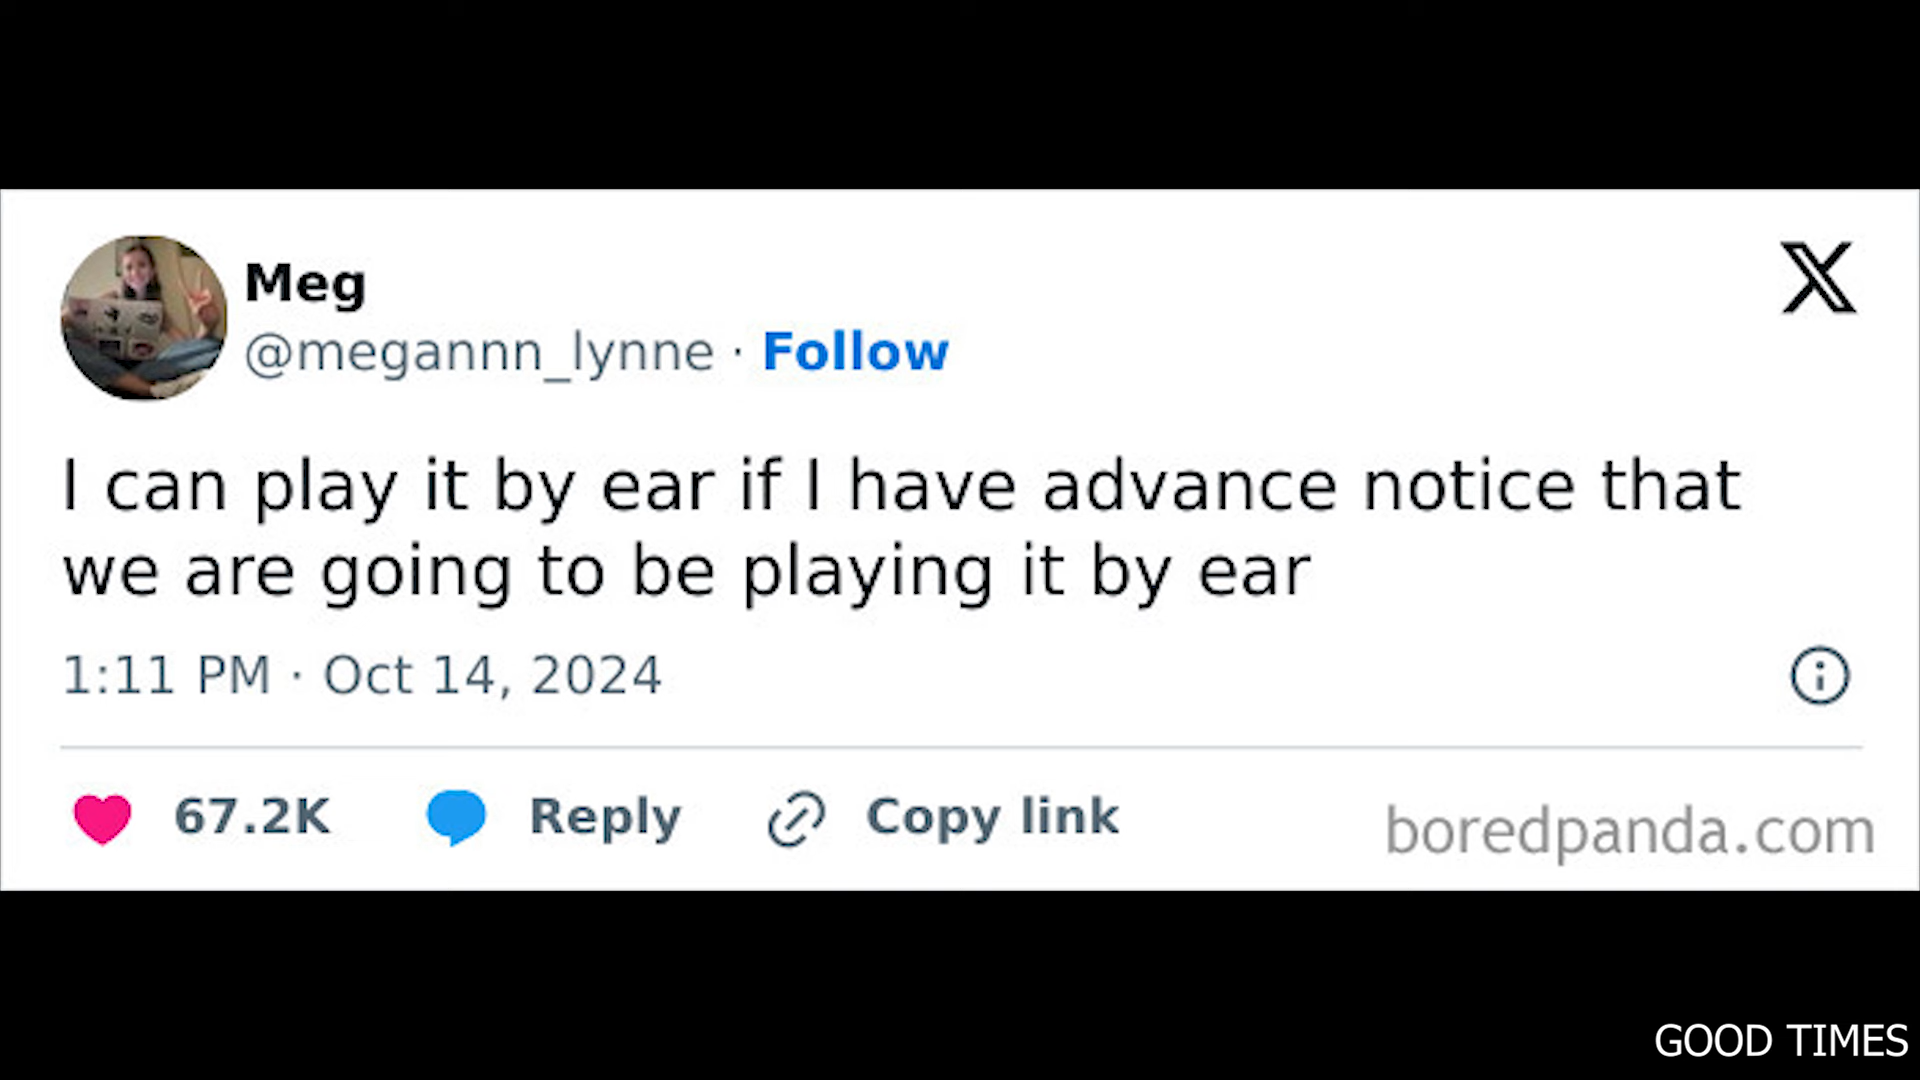 Meg
@megannn_lynne · Follow
I can play it by ear if I have advance notice that
we are going to be playing it by ear
1:11 PM · Oct 14, 2024
67.2K Reply Copy link
boredpanda.com
GOOD TIMES